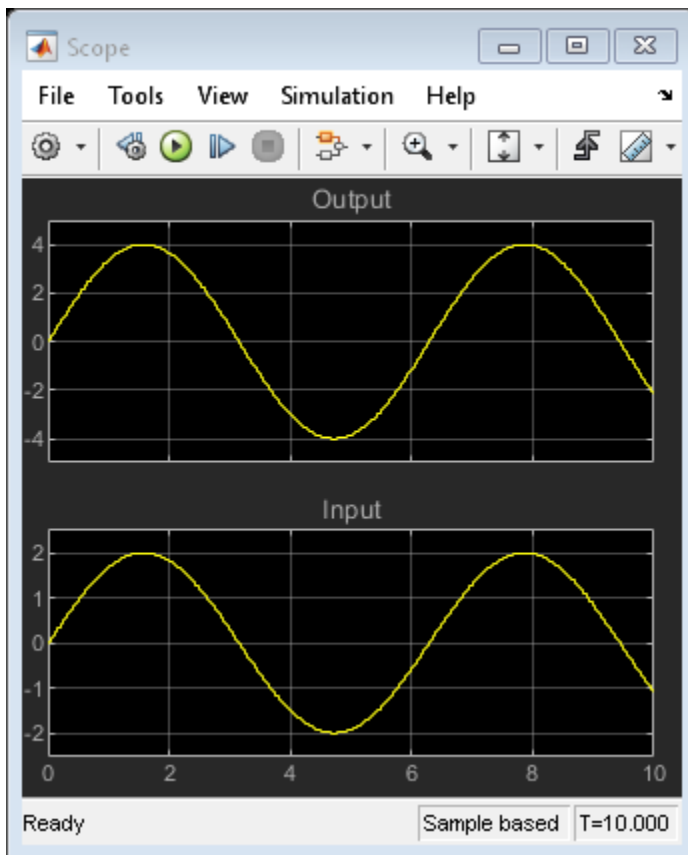 Scope
File Tools View Simulation Help
Output
4
2
0
-2
-4
Input
2
1
0
-1
-2
0 2 4 6 8 10
Ready Sample based T=10.000